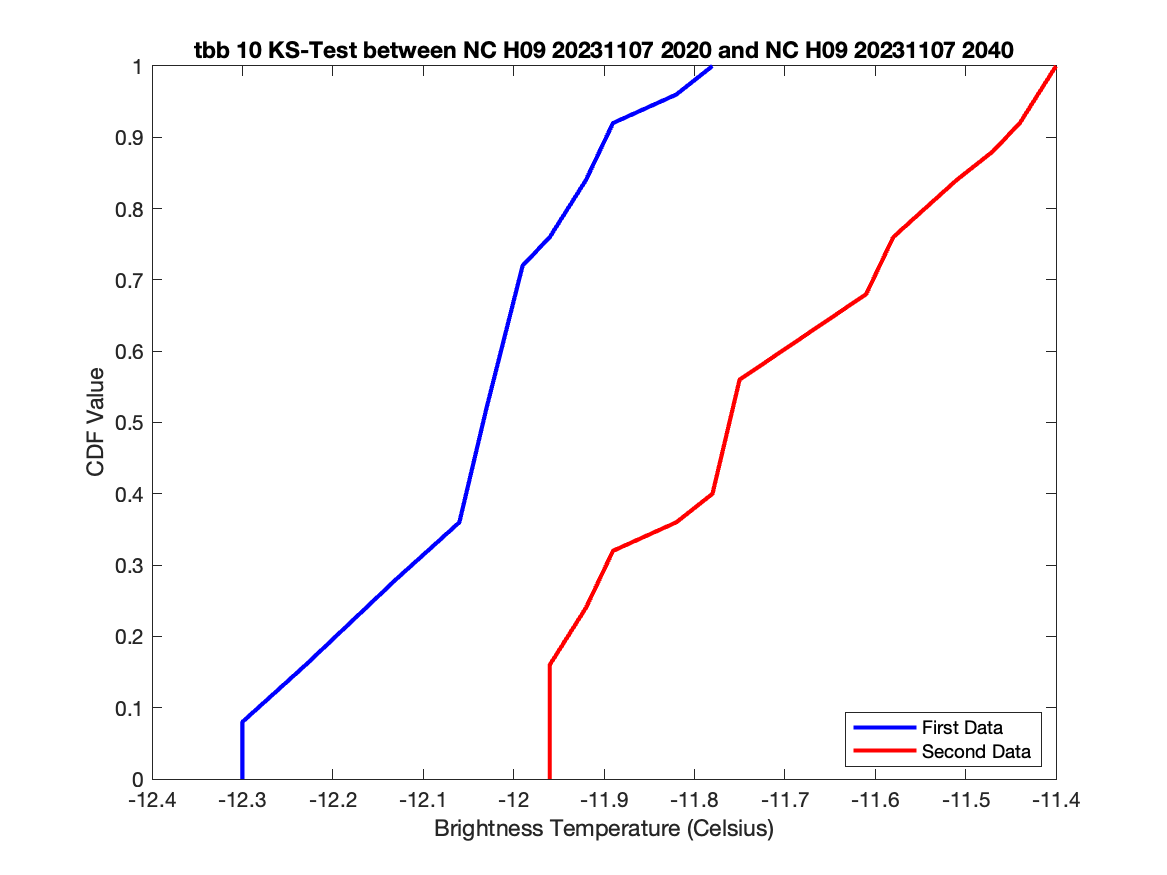 tbb 10 KS-Test between NC H09 20231107 2020 and NC H09 20231107 2040
1
0.9
0.8
0.7
0.6
0.5
0.4
0.3
0.2
0.1
0
CDF Value
First Data
Second Data
-12.4 -12.3 -12.2 -12.1 -12 -11.9 -11.8 -11.7 -11.6 -11.5 -11.4
Brightness Temperature (Celsius)